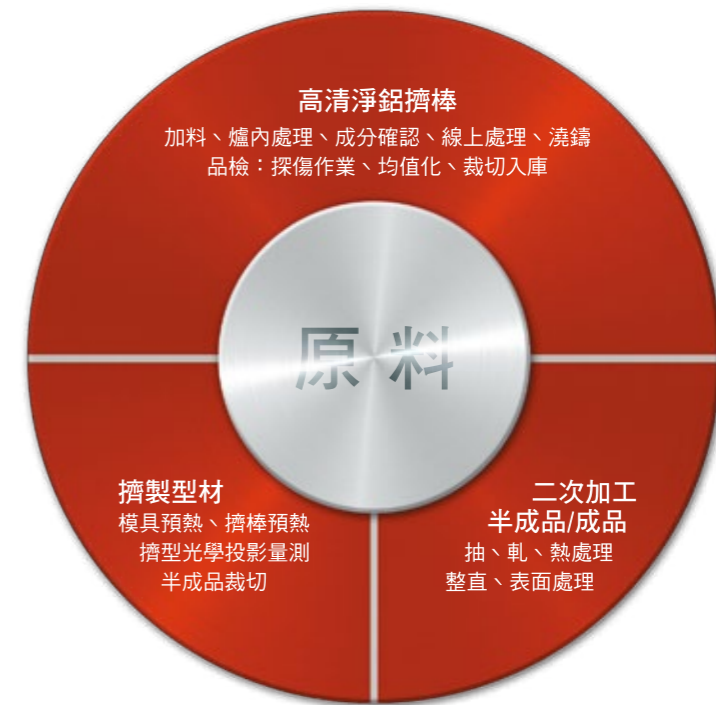 高清淨鋁擠棒
加料、爐內處理、成分確認、線上處理、澆鑄
品檢：探傷作業、均值化、裁切入庫
原料
擠製型材
模具預熱、擠棒預熱
擠型光學投影量測
半成品裁切
二次加工
半成品/成品
抽、軋、熱處理
整直、表面處理